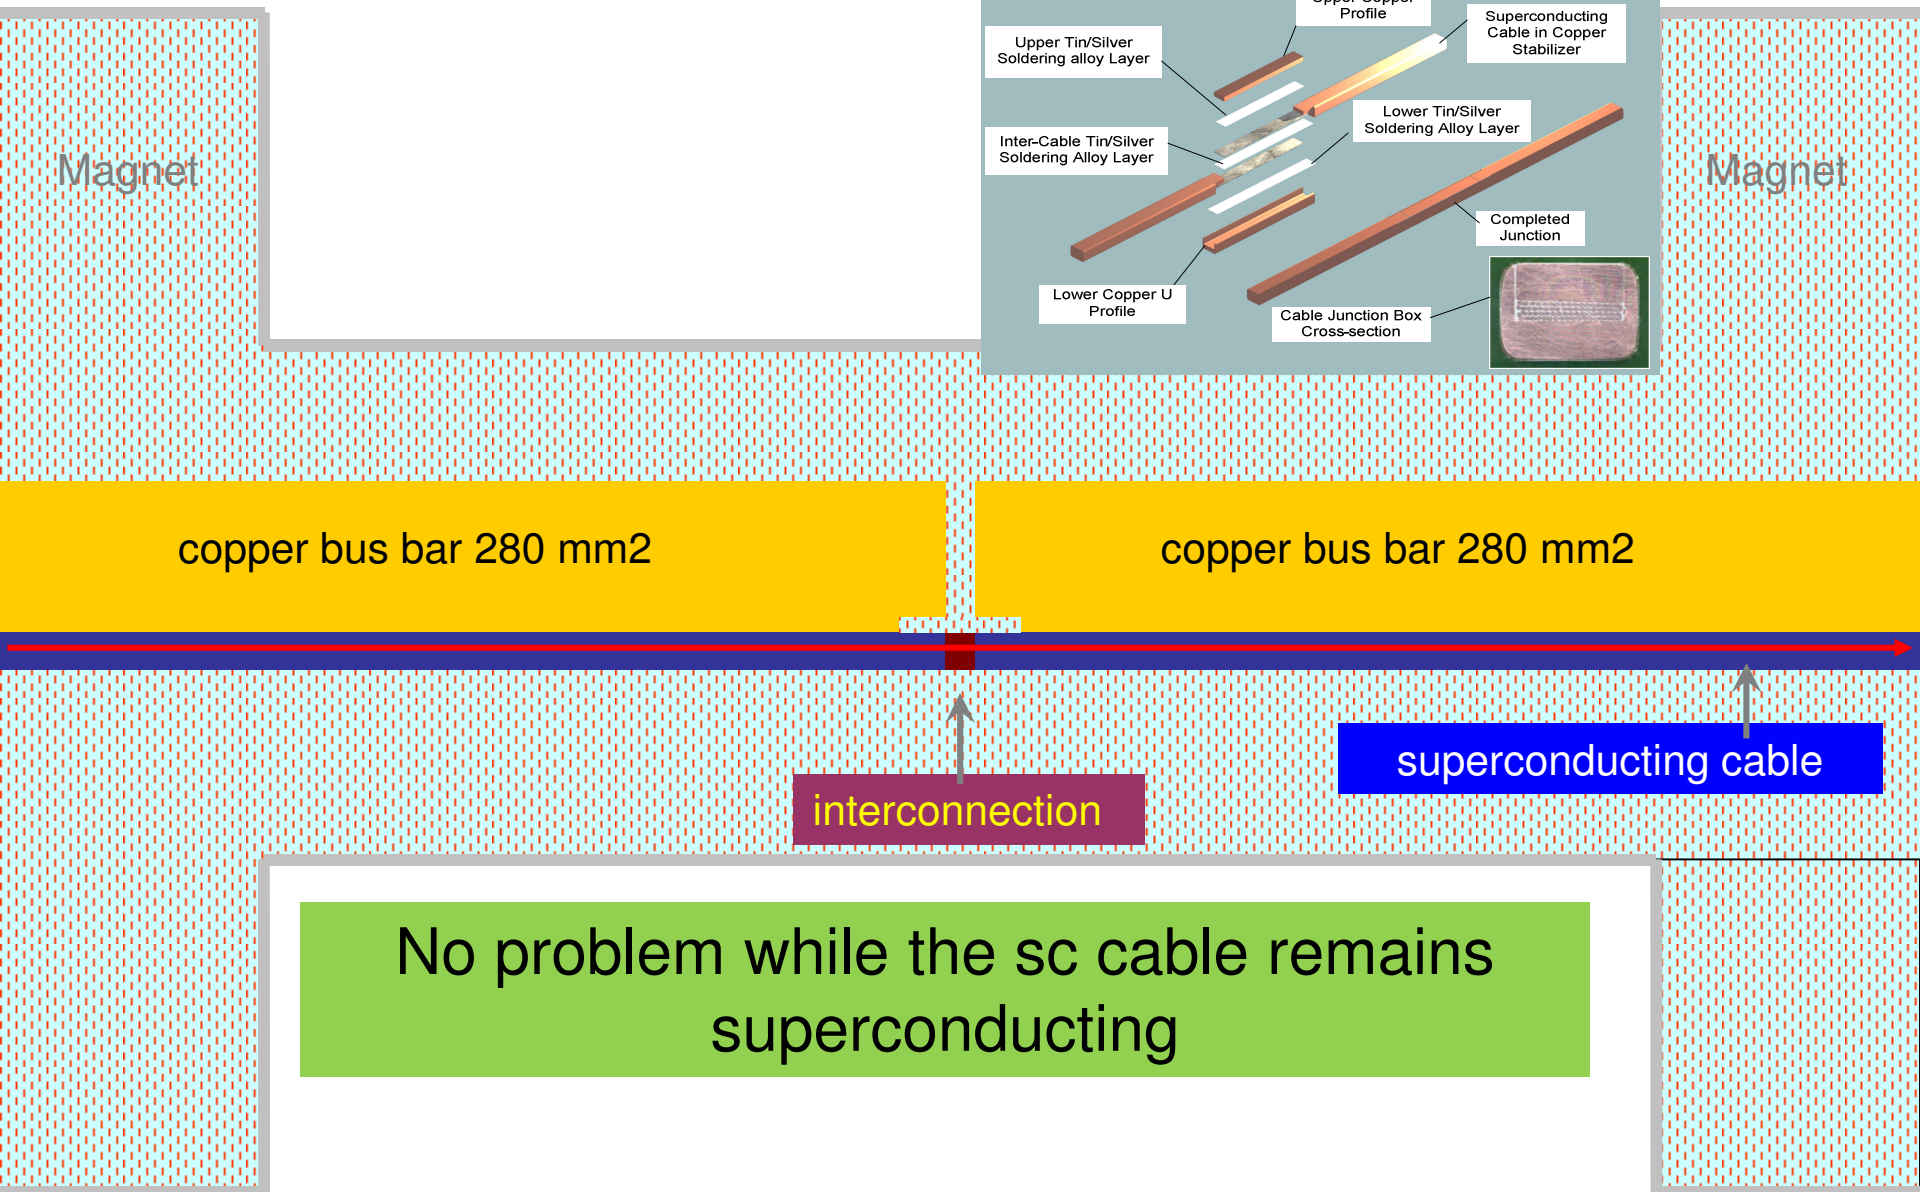 Profile
Superconducting
Cable in Copper
Stabilizer
Upper Tin/Silver
Soldering alloy Layer
Lower Tin/Silver
Soldering Alloy Layer
Inter-Cable Tin/Silver
Soldering Alloy Layer
Magnet
Magnet
Completed
Junction
Lower Copper U
Profile
Cable Junction Box
Cross-section
copper bus bar 280 mm2
copper bus bar 280 mm2
superconducting cable
interconnection
No problem while the sc cable remains
superconducting